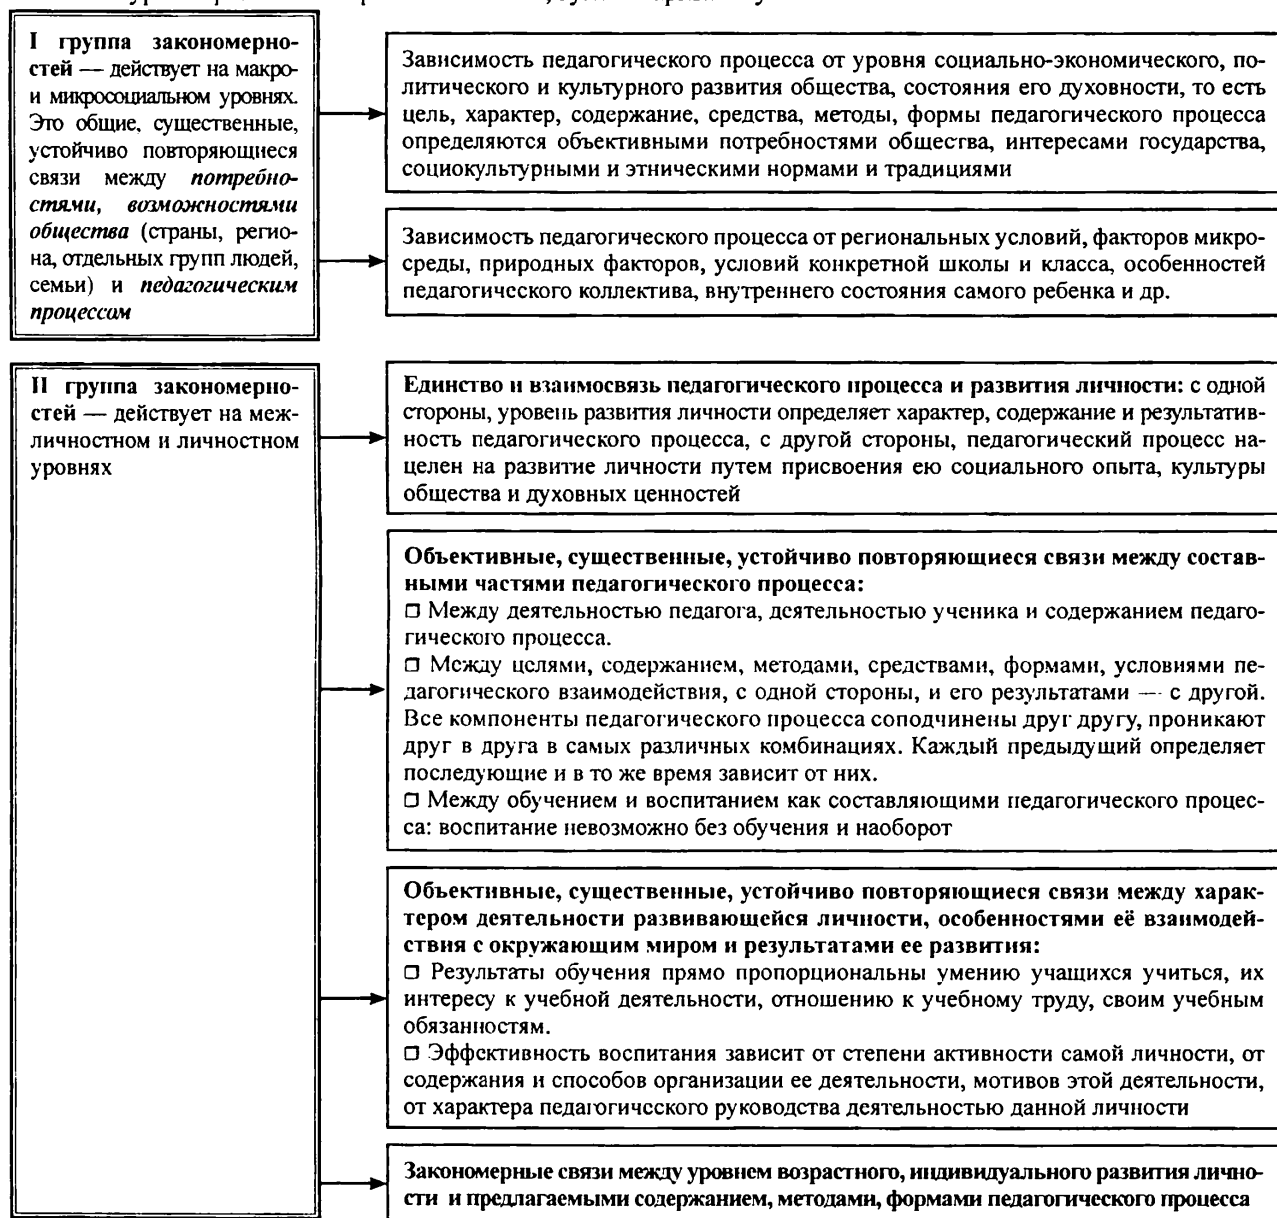 I группа закономерно-
стей — действует на макро-
и микросоциальном уровнях.
Это общие, существенные,
устойчиво повторяющиеся
связи между потребно-
стями, возможностями
общества (страны, регио-
на, отдельных групп людей,
семьи) и педагогическим
процессом
Зависимость педагогического процесса от уровня социально-экономического, по-
литического и культурного развития общества, состояния его духовности, то есть
цель, характер, содержание, средства, методы, формы педагогического процесса
определяются объективными потребностями общества, интересами государства,
социокультурными и этническими нормами и традициями
Зависимость педагогического процесса от региональных условий, факторов микро-
среды, природных факторов, условий конкретной школы и класса, особенностей
педагогического коллектива, внутреннего состояния самого ребенка и др.
II группа закономерно-
стей — действует на меж-
личностном и личностном
уровнях
Единство и взаимосвязь педагогического процесса и развития личности: с одной
стороны, уровень развития личности определяет характер, содержание и результатив-
ность педагогического процесса, с другой стороны, педагогический процесс на-
целен на развитие личности путем присвоения ею социального опыта, культуры
общества и духовных ценностей
Объективные, существенные, устойчиво повторяющиеся связи между состав-
ными частями педагогического процесса:
□ Между деятельностью педагога, деятельностью ученика и содержанием педаго-
гического процесса.
□ Между целями, содержанием, методами, средствами, формами, условиями пе-
дагогического взаимодействия, с одной стороны, и его результатами — с другой.
Все компоненты педагогического процесса соподчинены друг другу, проникают
друг в друга в самых различных комбинациях. Каждый предыдущий определяет
последующие и в то же время зависит от них.
□ Между обучением и воспитанием как составляющими педагогического процес-
са: воспитание невозможно без обучения и наоборот
Объективные, существенные, устойчиво повторяющиеся связи между харак-
тером деятельности развивающейся личности, особенностями её взаимодей-
ствия с окружающим миром и результатами ее развития:
□ Результаты обучения прямо пропорциональны умению учащихся учиться, их
интересу к учебной деятельности, отношению к учебному труду, своим учебным
обязанностям.
□ Эффективность воспитания зависит от степени активности самой личности, от
содержания и способов организации ее деятельности, мотивов этой деятельности,
от характера педагогического руководства деятельностью данной личности
Закономерные связи между уровнем возрастного, индивидуального развития лично-
сти и предлагаемыми содержанием, методами, формами педагогического процесса